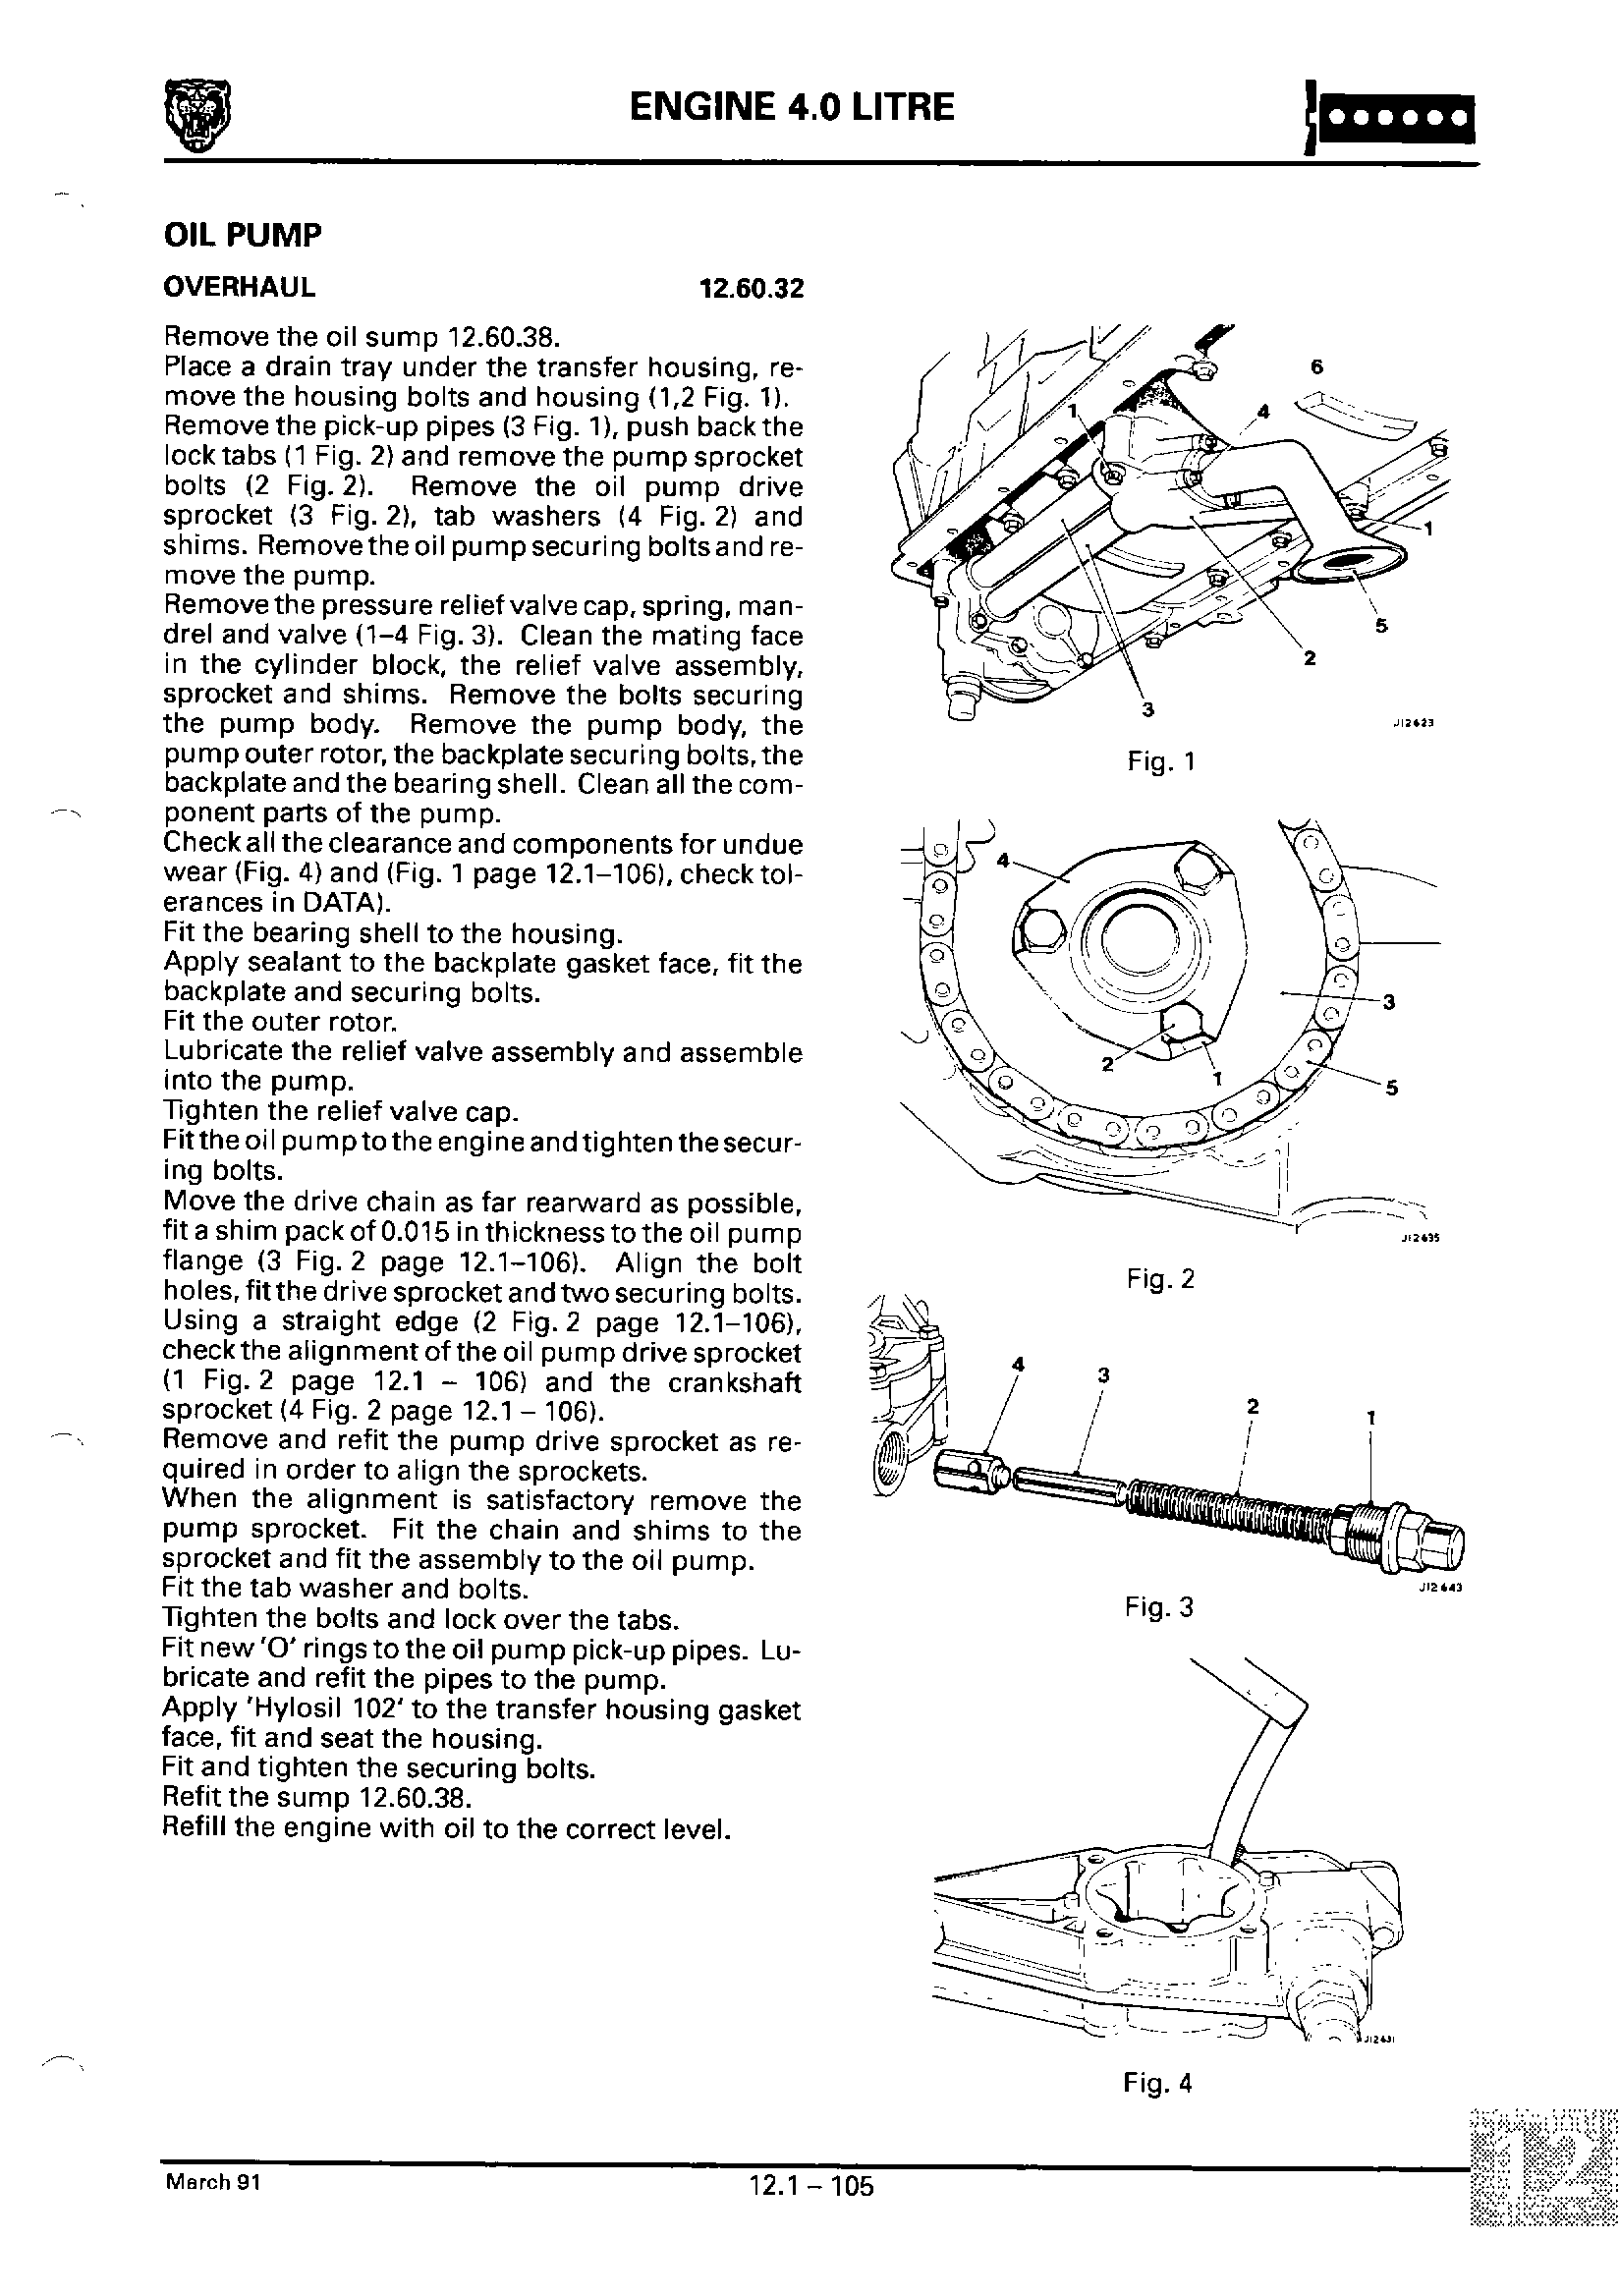 ENGINE 4.0 LITRE
OIL PUMP
OVERHAUL 12.60.32
Remove the oil sump 12.60.38.
Place a drain tray under the transfer housing, re-
move the housing bolts and housing (1,2 Fig. 1).
Remove the pick-up pipes (3 Fig. 1), push back the
lock tabs (1 Fig. 2) and remove the pump sprocket
bolts (2 Fig. 2). Remove the oil pump drive
sprocket (3 Fig. 2), tab washers (4 Fig. 2) and
shims. Remove the oil pump securing bolts and re-
move the pump.
Remove the pressure relief valve cap, spring, man-
drel and valve (1–4 Fig. 3). Clean the mating face
in the cylinder block, the relief valve assembly,
sprocket and shims. Remove the bolts securing
the pump body. Remove the pump body, the
pump outer rotor, the backplate securing bolts, the
backplate and the bearing shell. Clean all the com-
ponent parts of the pump.
Check all the clearance and components for undue
wear (Fig. 4) and (Fig. 1 page 12.1–106), check tol-
erances in DATA).
Fit the bearing shell to the housing.
Apply sealant to the backplate gasket face, fit the
backplate and securing bolts.
Fit the outer rotor.
Lubricate the relief valve assembly and assemble
into the pump.
Tighten the relief valve cap.
Fit the oil pump to the engine and tighten the secur-
ing bolts.
Move the drive chain as far rearward as possible,
fit a shim pack of 0.015 in thickness to the oil pump
flange (3 Fig. 2 page 12.1–106). Align the bolt
holes, fit the drive sprocket and two securing bolts.
Using a straight edge (2 Fig. 2 page 12.1–106),
check the alignment of the oil pump drive sprocket
(1 Fig. 2 page 12.1 – 106) and the crankshaft
sprocket (4 Fig. 2 page 12.1 – 106).
Remove and refit the pump drive sprocket as re-
quired in order to align the sprockets.
When the alignment is satisfactory remove the
pump sprocket. Fit the chain and shims to the
sprocket and fit the assembly to the oil pump.
Fit the tab washer and bolts.
Tighten the bolts and lock over the tabs.
Fit new 'O' rings to the oil pump pick-up pipes. Lu-
bricate and refit the pipes to the pump.
Apply 'Hylosil 102' to the transfer housing gasket
face, fit and seat the housing.
Fit and tighten the securing bolts.
Refit the sump 12.60.38.
Refill the engine with oil to the correct level.
6
1
4
1
5
2
3
J12623
Fig. 1
4
3
2
1
5
J12635
Fig. 2
4
3
2
1
J12643
Fig. 3
J12631
Fig. 4
March 91
12.1 – 105
12